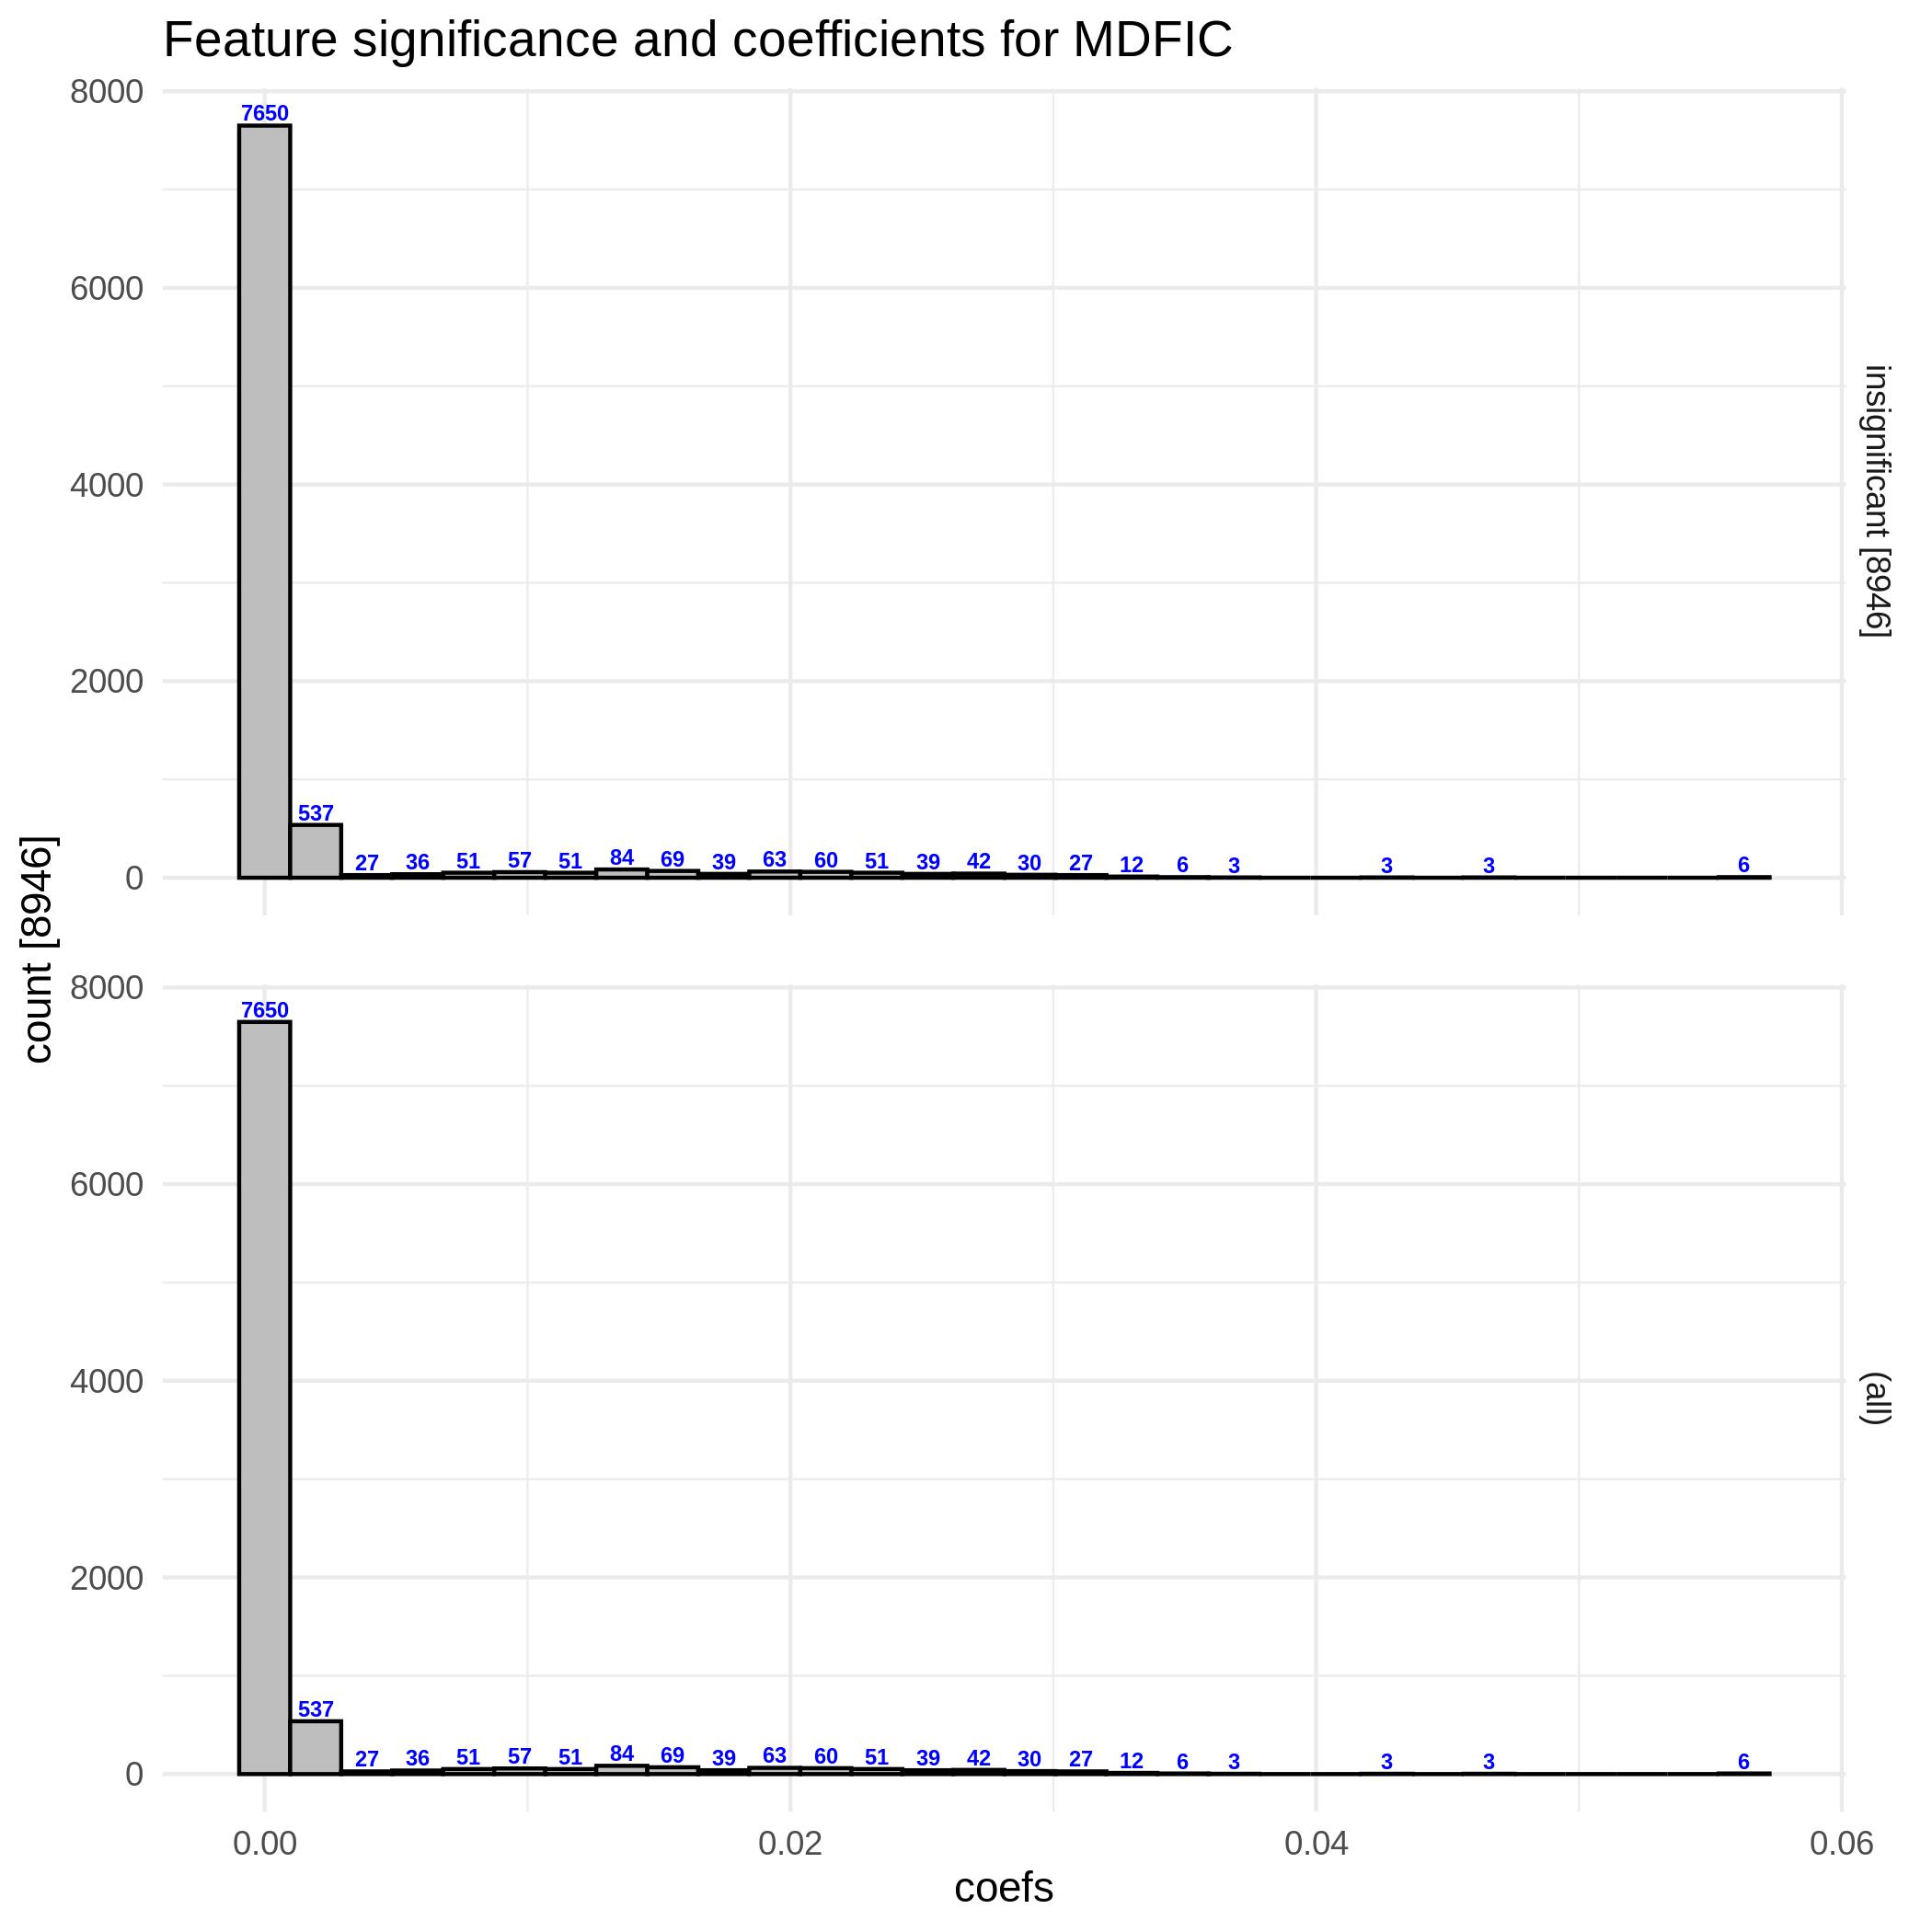 Feature significance and coefficients for MDFIC
count [8946]
8000
6000
4000
2000
0
7650
537
27 36 51 57 51 84 69 39 63 60 51 39 42 30 27 12 6 3 3 3 6
insignificant [8946]
8000
6000
4000
2000
0
7650
537
27 36 51 57 51 84 69 39 63 60 51 39 42 30 27 12 6 3 3 3 6
(all)
0.00 0.02 0.04 0.06
coefs